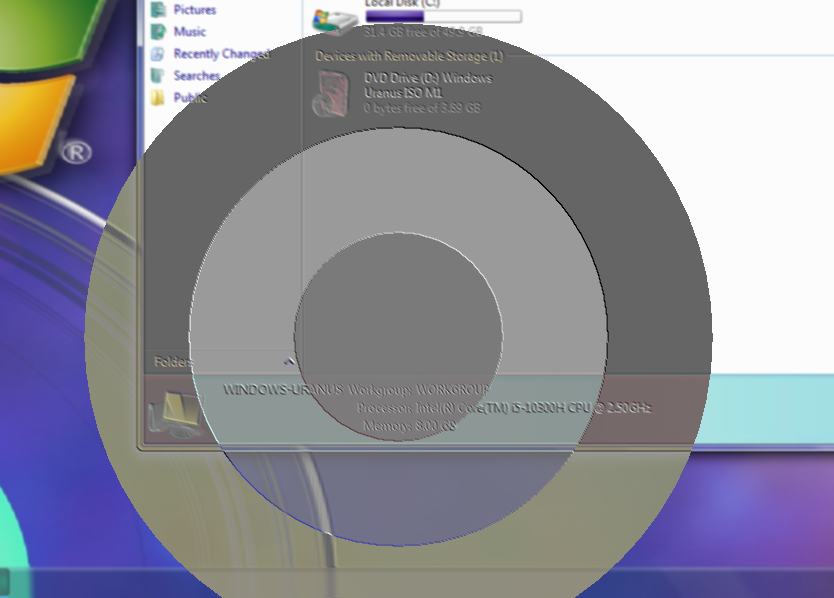 Pictures
Music
Recently Changed
Searches
Public
Local Disk (C:)
31.4 GB free of 49.9 GB
Devices with Removable Storage (1)
DVD Drive (D:) Windows
Uranus ISO M1
0 bytes free of 3.69 GB
®
Folders
WINDOWS-URANUS Workgroup: WORKGROUP
Processor: Intel(R) Core(TM) i5-10300H CPU @ 2.50GHz
Memory: 8.00 GB